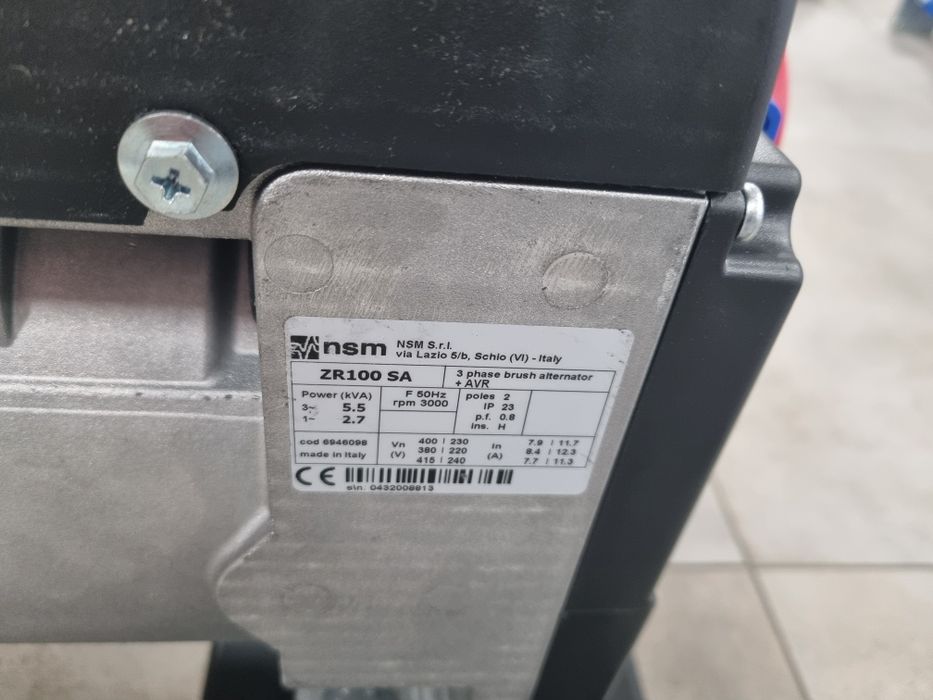 nsm NSM S.r.l.
via Lazio 5/b, Schio (VI) - Italy
ZR100 SA
3 phase brush alternator
+ AVR
Power (kVA)
3~ 5.5
1~ 2.7
F 50Hz
rpm 3000
poles 2
IP 23
p.f. 0.8
ins. H
cod 6946098
made in Italy
Vn (V)
400 | 230
380 | 220
415 | 240
In (A)
7.9 | 11.7
8.4 | 12.3
7.7 | 11.3
CE
s\n. 0432008813